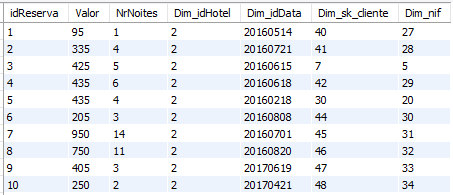 idReserva Valor NrNoites Dim_idHotel Dim_idData Dim_sk_cliente Dim_nif
1 95 1 2 20160514 40 27
2 335 4 2 20160721 41 28
3 425 5 2 20160615 7 5
4 435 6 2 20160618 42 29
5 435 4 2 20160218 30 20
6 205 3 2 20160808 44 30
7 950 14 2 20160701 45 31
8 750 11 2 20160820 46 32
9 405 3 2 20170619 47 33
10 250 2 2 20170421 48 34